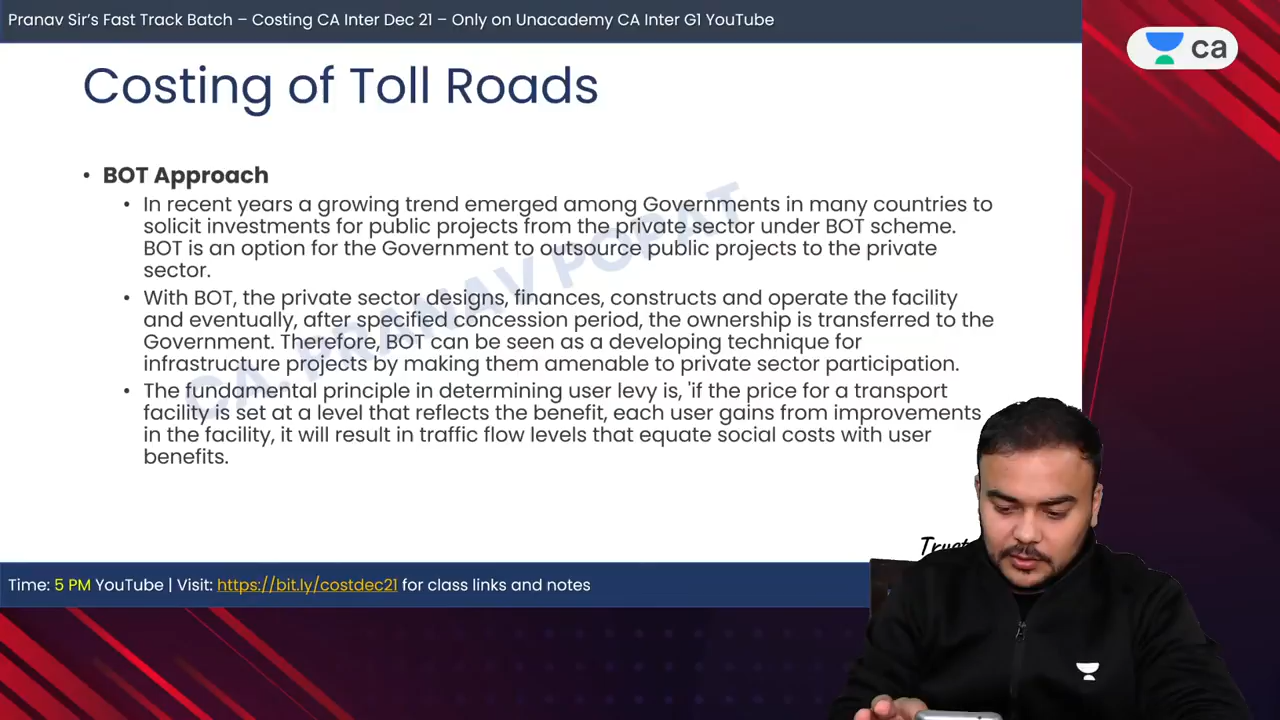 Pranav Sir's Fast Track Batch – Costing CA Inter Dec 21 – Only on Unacademy CA Inter G1 YouTube
ca
Costing of Toll Roads
• BOT Approach
• In recent years a growing trend emerged among Governments in many countries to
solicit investments for public projects from the private sector under BOT scheme.
BOT is an option for the Government to outsource public projects to the private
sector.
• With BOT, the private sector designs, finances, constructs and operate the facility
and eventually, after specified concession period, the ownership is transferred to the
Government. Therefore, BOT can be seen as a developing technique for
infrastructure projects by making them amenable to private sector participation.
• The fundamental principle in determining user levy is, 'if the price for a transport
facility is set at a level that reflects the benefit, each user gains from improvements
in the facility, it will result in traffic flow levels that equate social costs with user
benefits.
CA. PRANAV POPAT
Time: 5 PM YouTube | Visit: https://bit.ly/costdec21 for class links and notes